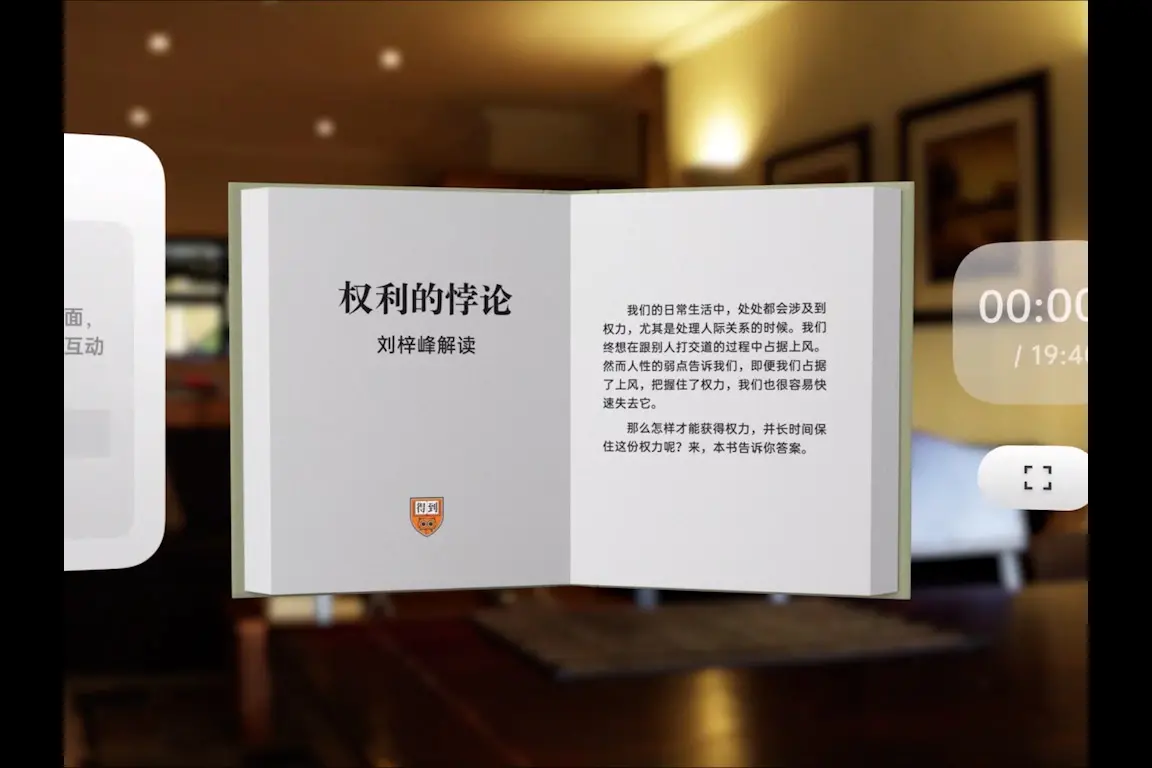 面，
互动
权利的悖论
刘梓峰解读
得到
我们的日常生活中，处处都会涉及到
权力，尤其是处理人际关系的时候。我们
终想在跟别人打交道的过程中占据上风。
然而人性的弱点告诉我们，即便我们占据
了上风，把握住了权力，我们也很容易快
速失去它。
那么怎样才能获得权力，并长时间保
住这份权力呢？来，本书告诉你答案。
00:00
/ 19:40